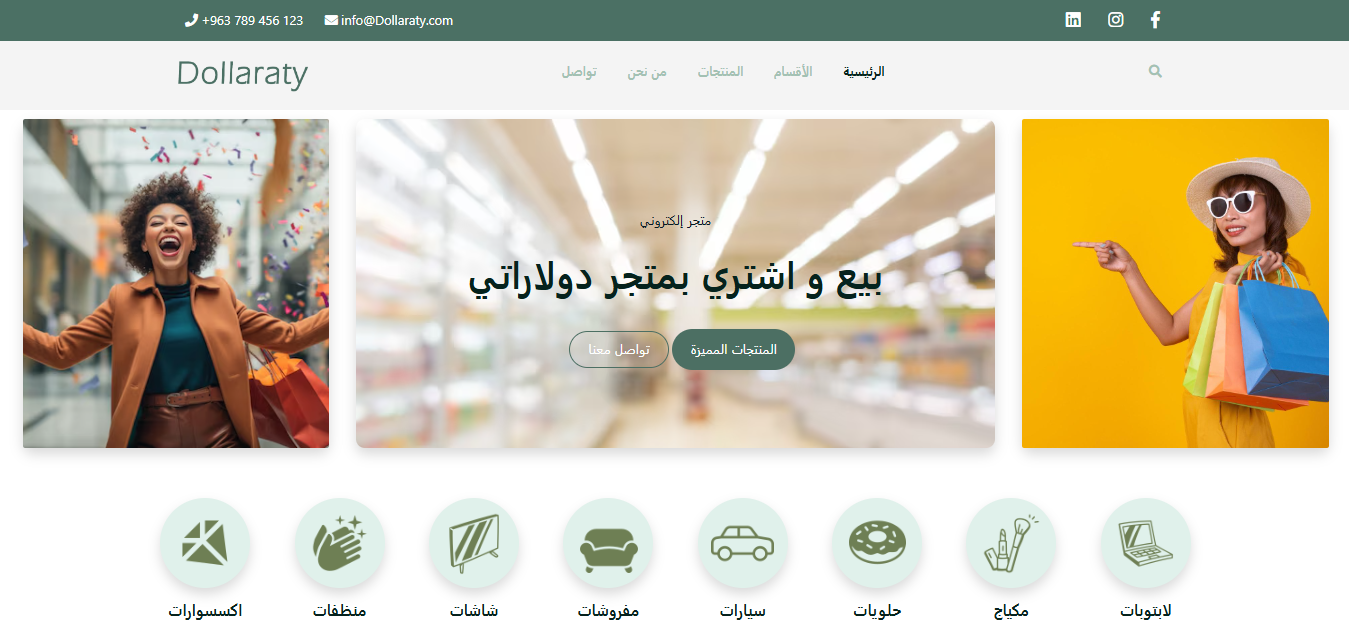 +963 789 456 123
info@Dollaraty.com
Dollaraty
الرئيسية
الأقسام
المنتجات
من نحن
تواصل
متجر إلكتروني
بيع و اشتري بمتجر دولاراتي
المنتجات المميزة
تواصل معنا
لابتوبات
مكياج
حلويات
سيارات
مفروشات
شاشات
منظفات
اكسسوارات